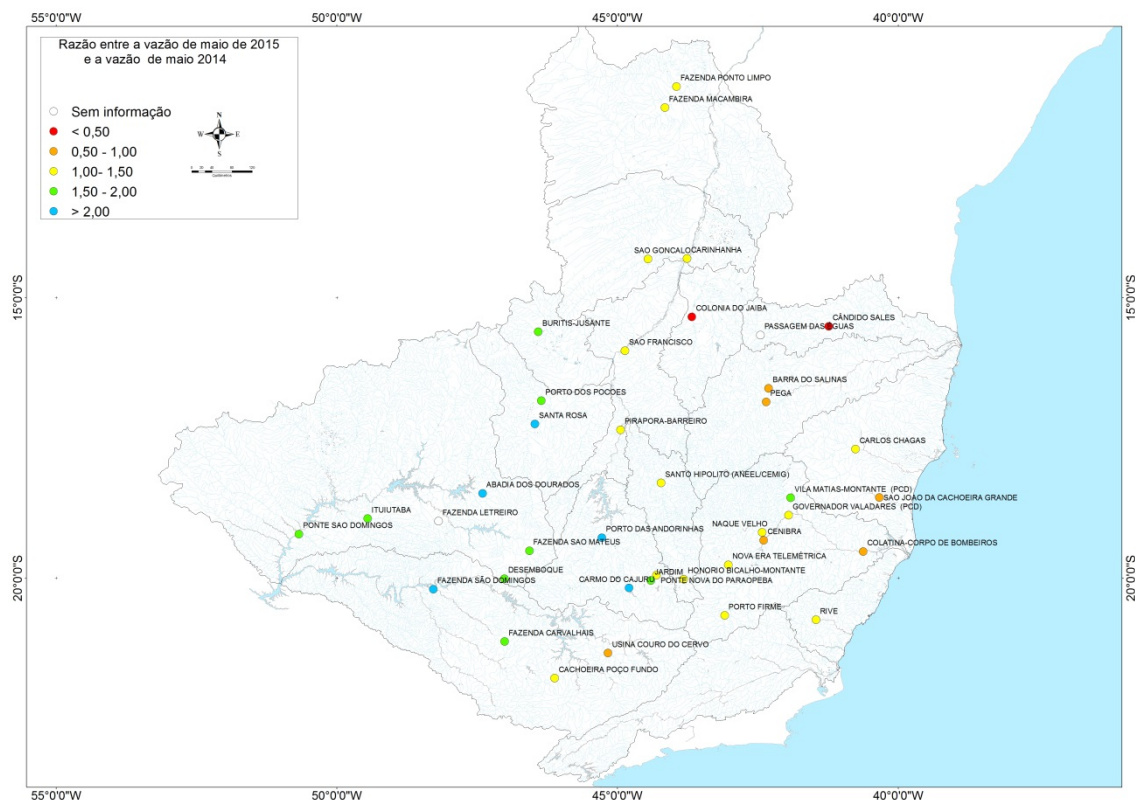 55°0'0"W 50°0'0"W 45°0'0"W 40°0'0"W
Razão entre a vazão de maio de 2015
e a vazão de maio 2014
Sem informação
< 0,50
0,50 - 1,00
1,00- 1,50
1,50 - 2,00
> 2,00
N
W E
S
FAZENDA PONTO LIMPO
FAZENDA MACAMBIRA
SAO GONCALO
CARINHANHA
15°0'0"S 15°0'0"S
COLONIA DO JAIBA
CÂNDIDO SALES
PASSAGEM DAS ÉGUAS
BURITIS-JUSANTE
SAO FRANCISCO
BARRA DO SALINAS
PEGA
PORTO DOS POCOES
SANTA ROSA
PIRAPORA-BARREIRO
CARLOS CHAGAS
SANTO HIPOLITO (ANEEL/CEMIG)
ABADIA DOS DOURADOS
VILA MATIAS-MONTANTE (PCD)
SAO JOAO DA CACHOEIRA GRANDE
GOVERNADOR VALADARES (PCD)
ITUIUTABA
FAZENDA LETREIRO
PONTE SAO DOMINGOS
PORTO DAS ANDORINHAS
NAQUE VELHO
CENIBRA
COLATINA-CORPO DE BOMBEIROS
FAZENDA SAO MATEUS
NOVA ERA TELEMÉTRICA
20°0'0"S 20°0'0"S
DESEMBOQUE
JARDIM
HONORIO BICALHO-MONTANTE
FAZENDA SÃO DOMINGOS
CARMO DO CAJURU
PONTE NOVA DO PARAOPEBA
PORTO FIRME
RIVE
FAZENDA CARVALHAIS
USINA COURO DO CERVO
CACHOEIRA POÇO FUNDO
55°0'0"W 50°0'0"W 45°0'0"W 40°0'0"W